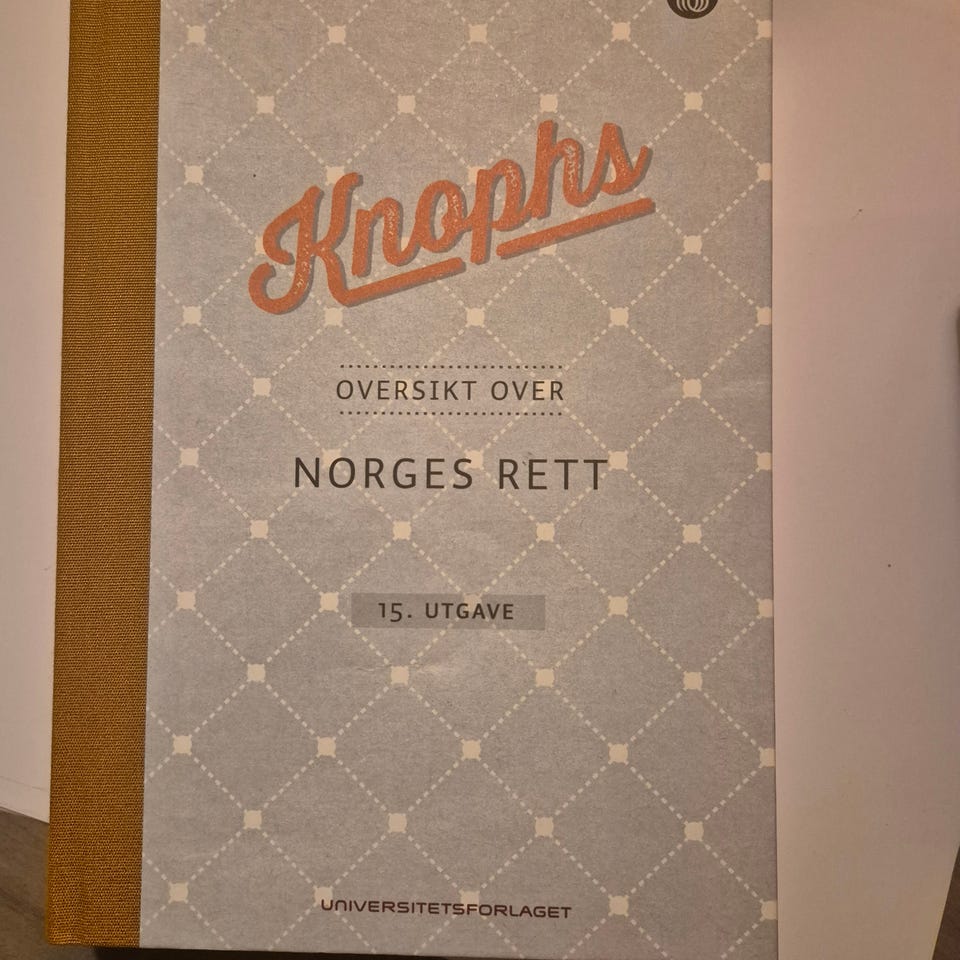 Knophs
OVERSIKT OVER
NORGES RETT
15. UTGAVE
UNIVERSITETSFORLAGET